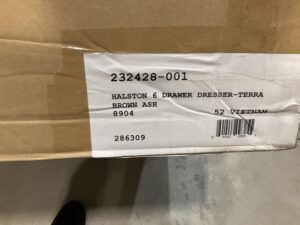 232428-001
HALSTON 6 DRAWER DRESSER-TERRA
BROWN ASH
8904 52 VIETNAM
286309